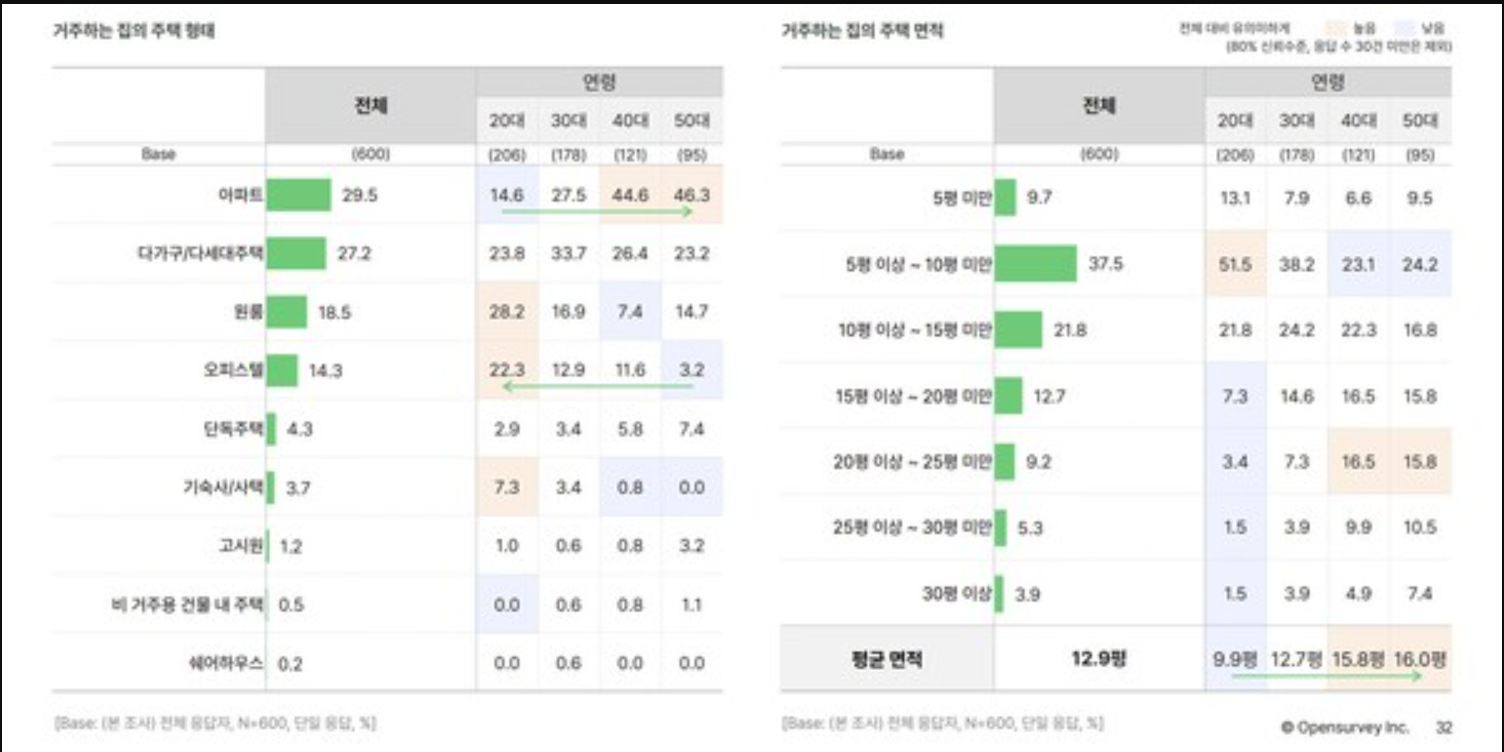 거주하는 집의 주택 형태
전체 연령
20대 30대 40대 50대
Base (600) (206) (178) (121) (95)
아파트 29.5 14.6 27.5 44.6 46.3
다가구/다세대주택 27.2 23.8 33.7 26.4 23.2
원룸 18.5 28.2 16.9 7.4 14.7
오피스텔 14.3 22.3 12.9 11.6 3.2
단독주택 4.3 2.9 3.4 5.8 7.4
기숙사/사택 3.7 7.3 3.4 0.8 0.0
고시원 1.2 1.0 0.6 0.8 3.2
비 거주용 건물 내 주택 0.5 0.0 0.6 0.8 1.1
쉐어하우스 0.2 0.0 0.6 0.0 0.0
[Base: (본 조사) 전체 응답자, N=600, 단일 응답, %]
거주하는 집의 주택 면적
전체 대비 유의미하게 높음 낮음
(80% 신뢰수준, 응답 수 30건 미만은 제외)
전체 연령
20대 30대 40대 50대
Base (600) (206) (178) (121) (95)
5평 미만 9.7 13.1 7.9 6.6 9.5
5평 이상 ~ 10평 미만 37.5 51.5 38.2 23.1 24.2
10평 이상 ~ 15평 미만 21.8 21.8 24.2 22.3 16.8
15평 이상 ~ 20평 미만 12.7 7.3 14.6 16.5 15.8
20평 이상 ~ 25평 미만 9.2 3.4 7.3 16.5 15.8
25평 이상 ~ 30평 미만 5.3 1.5 3.9 9.9 10.5
30평 이상 3.9 1.5 3.9 4.9 7.4
평균 면적 12.9평 9.9평 12.7평 15.8평 16.0평
[Base: (본 조사) 전체 응답자, N=600, 단일 응답, %]
© Opensurvey Inc. 32